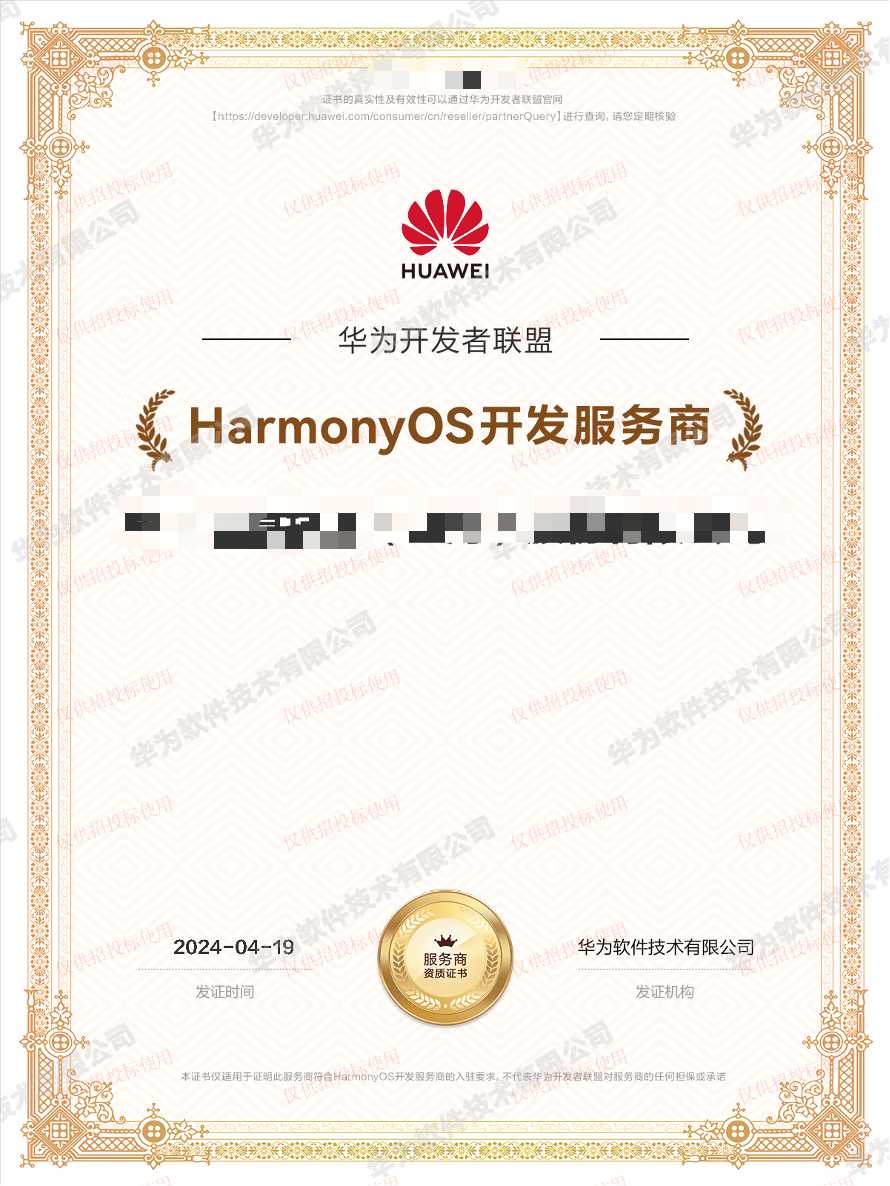 证书的真实性及有效性可以通过华为开发者联盟官网
【https://developer.huawei.com/consumer/cn/reseller/partnerQuery】进行查询, 请您定期核验
HUAWEI
华为开发者联盟
HarmonyOS开发服务商
服务商
资质证书
2024-04-19
发证时间
华为软件技术有限公司
发证机构
本证书仅适用于证明此服务商符合HarmonyOS开发服务商的入驻要求, 不代表华为开发者联盟对服务商的任何担保或承诺
仅供招投标使用
华为软件技术有限公司